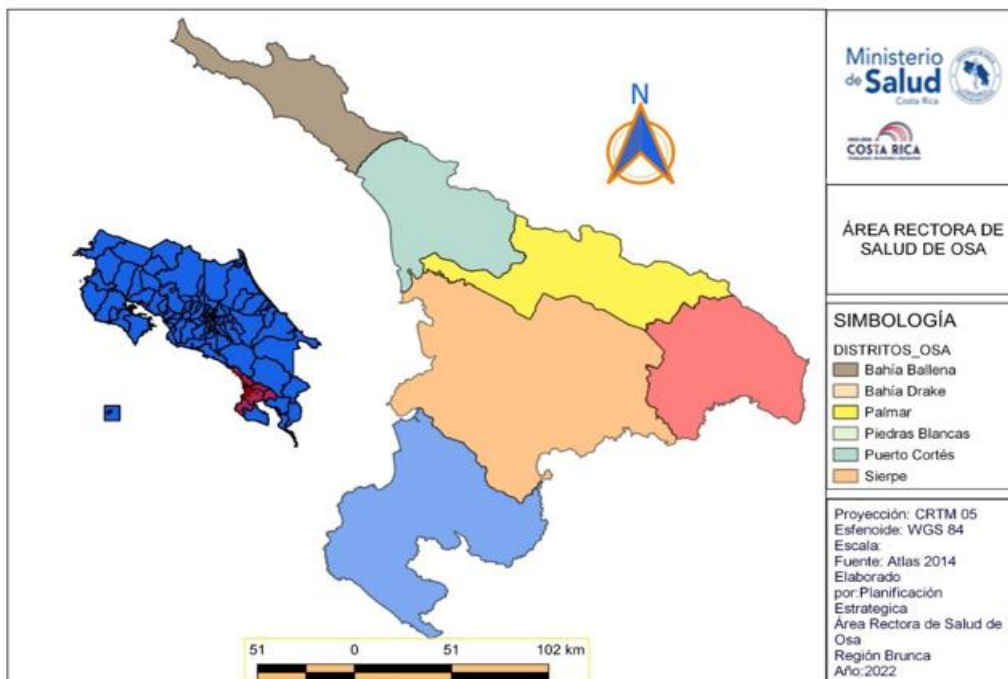 N
Ministerio
de Salud
Costa Rica
COSTA RICA
ÁREA RECTORA DE
SALUD DE OSA
SIMBOLOGÍA
DISTRITOS_OSA
Bahía Ballena
Bahía Drake
Palmar
Piedras Blancas
Puerto Cortés
Sierpe
Proyección: CRTM 05
Esfenoide: WGS 84
Escala:
Fuente: Atlas 2014
Elaborado
por:Planificación
Estrategica
Área Rectora de Salud de
Osa
Región Brunca
Año:2022
51 0 51 102 km